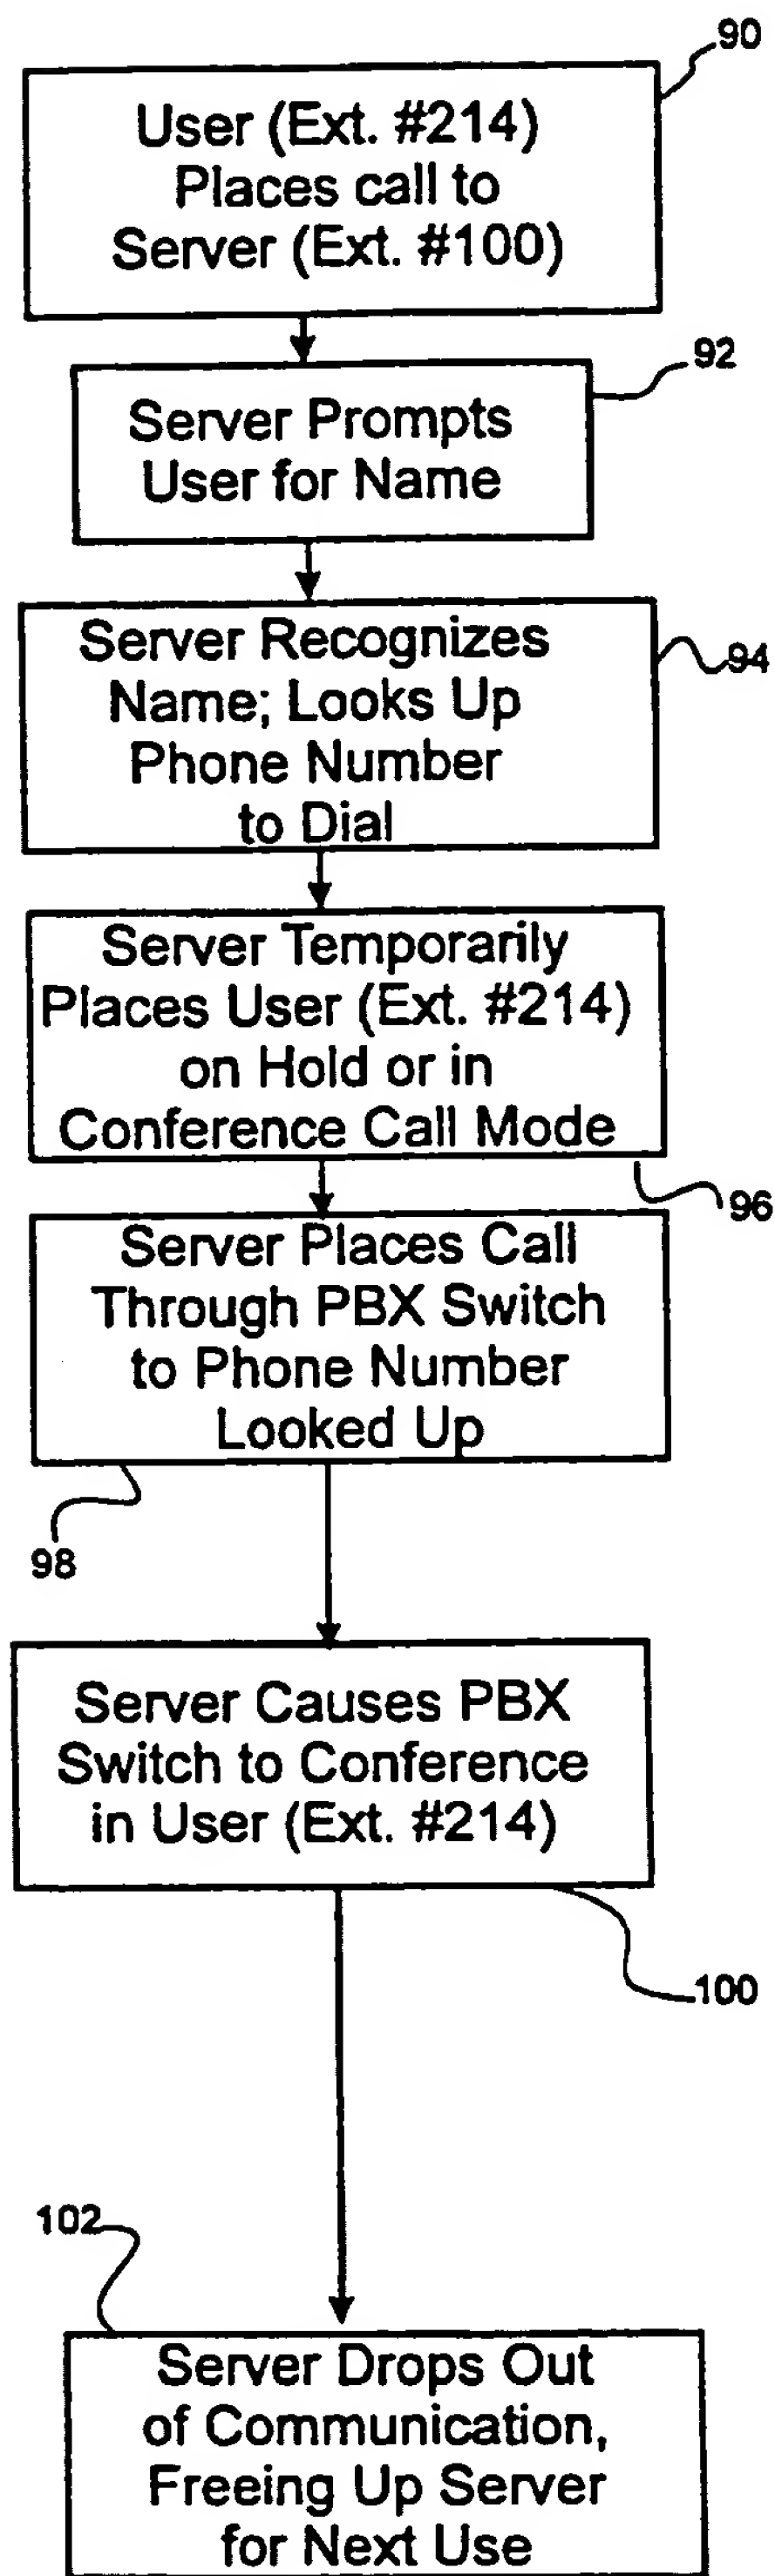 90
User (Ext. #214)
Places call to
Server (Ext. #100)
92
Server Prompts
User for Name
Server Recognizes
Name; Looks Up
Phone Number
to Dial
94
Server Temporarily
Places User (Ext. #214)
on Hold or in
Conference Call Mode
96
Server Places Call
Through PBX Switch
to Phone Number
Looked Up
98
Server Causes PBX
Switch to Conference
in User (Ext. #214)
100
102
Server Drops Out
of Communication,
Freeing Up Server
for Next Use